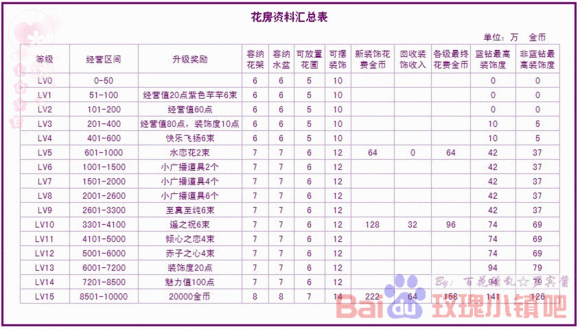 花房资料汇总表
单位：万 金币
等级 经营区间 升级奖励 容纳花架 容纳水盆 可放置花圃 可摆装饰 新装饰花费金币 回收装饰收入 各级最终花费金币 蓝钻最高装饰度 非蓝钻最高装饰度
LV0 0-50 6 6 5 10 0 0
LV1 51-100 经营值20点紫色芊芊6束 6 6 5 10 0 0
LV2 101-200 经营值60点 6 6 5 10 0 0
LV3 201-400 经营值80点，装饰度10点 6 6 5 10 10 5
LV4 401-600 快乐飞扬6束 6 6 5 10 10 5
LV5 601-1000 水恋花2束 7 7 6 12 64 0 64 42 37
LV6 1001-1500 小广播道具2个 7 7 6 12 42 37
LV7 1501-2000 小广播道具4个 7 7 6 12 42 37
LV8 2001-2600 小广播道具6个 7 7 6 12 42 37
LV9 2601-3300 至真至纯6束 7 7 6 12 42 37
LV10 3301-4100 遥之祝6束 7 7 6 12 128 32 96 74 69
LV11 4101-5000 倾心之恋4束 7 7 6 12 74 69
LV12 5001-6000 赤子之心4束 7 7 6 12 74 69
LV13 6001-7200 装饰度20点 7 7 6 12 94 79
LV14 7201-8500 魅力值100点 7 7 6 12
LV15 8501-10000 20000金币 8 8 7 14 222 64 158 141 126
By：百花缭乱☆
Bai du 玫瑰小镇吧